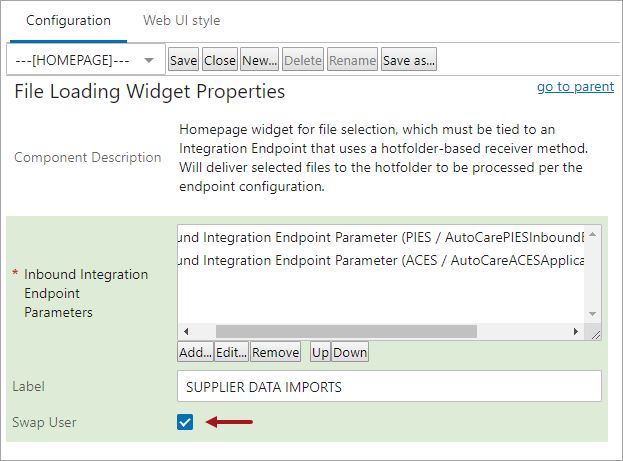 Configuration Web UI style
---[HOMEPAGE]--- Save Close New... Delete Rename Save as...
File Loading Widget Properties go to parent
Component Description
Homepage widget for file selection, which must be tied to an
Integration Endpoint that uses a hotfolder-based receiver method.
Will deliver selected files to the hotfolder to be processed per the
endpoint configuration.
* Inbound Integration
Endpoint
Parameters
und Integration Endpoint Parameter (PIES / AutoCarePIESInboundE
und Integration Endpoint Parameter (ACES / AutoCareACESApplica
Add... Edit... Remove Up Down
Label SUPPLIER DATA IMPORTS
Swap User